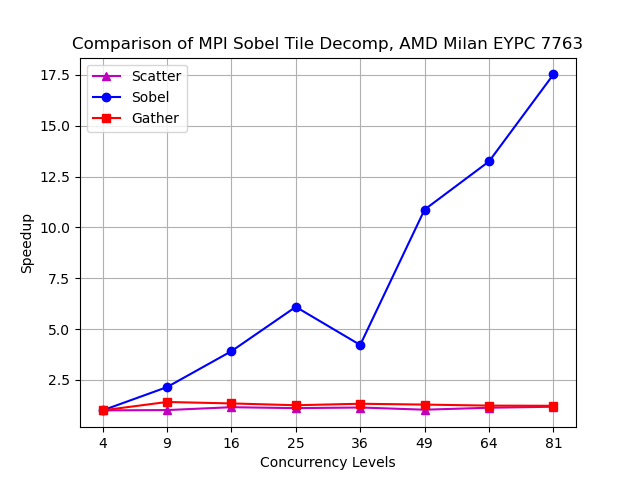 Comparison of MPI Sobel Tile Decomp, AMD Milan EYPC 7763
Scatter
Sobel
Gather
17.5
15.0
12.5
10.0
7.5
5.0
2.5
Speedup
4 9 16 25 36 49 64 81
Concurrency Levels